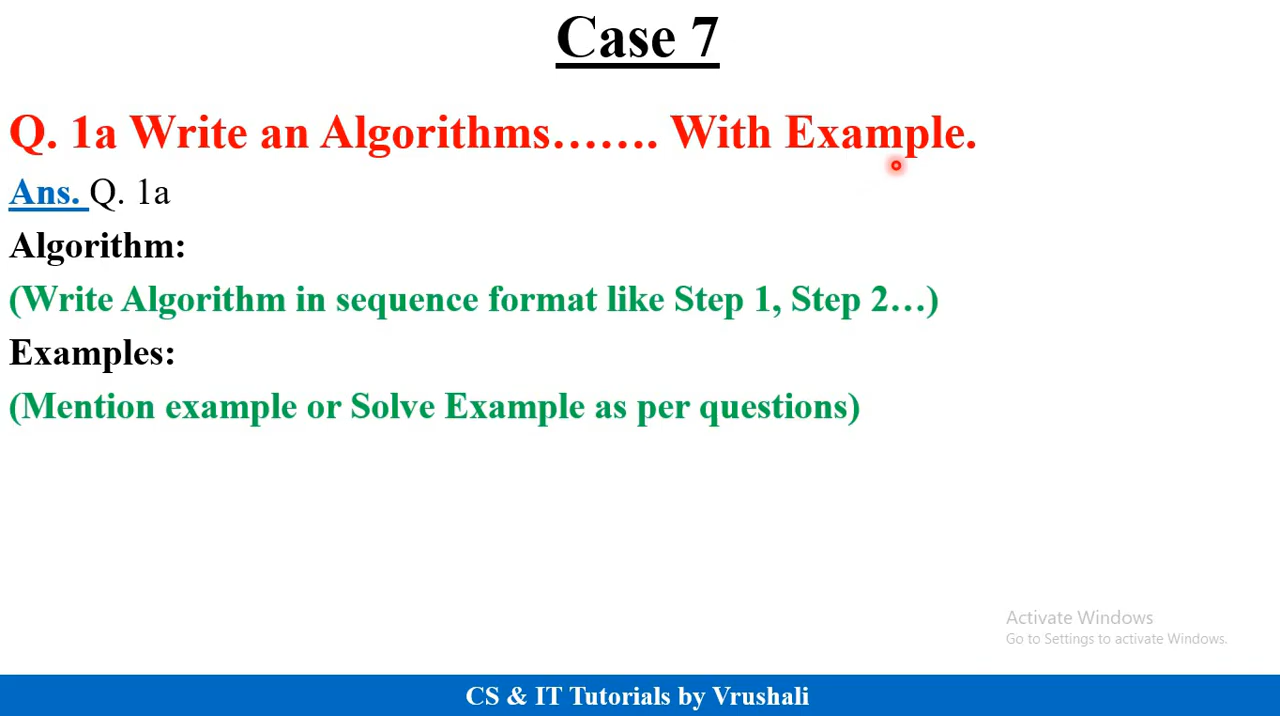 Case 7
Q. 1a Write an Algorithms……. With Example.
Ans. Q. 1a
Algorithm:
(Write Algorithm in sequence format like Step 1, Step 2…)
Examples:
(Mention example or Solve Example as per questions)
Activate Windows
Go to Settings to activate Windows.
CS & IT Tutorials by Vrushali